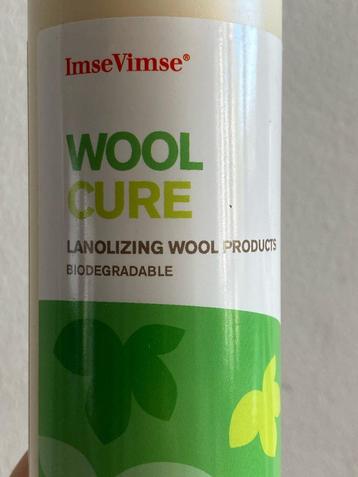 ImseVimse®
WOOL
CURE
LANOLIZING WOOL PRODUCTS
BIODEGRADABLE